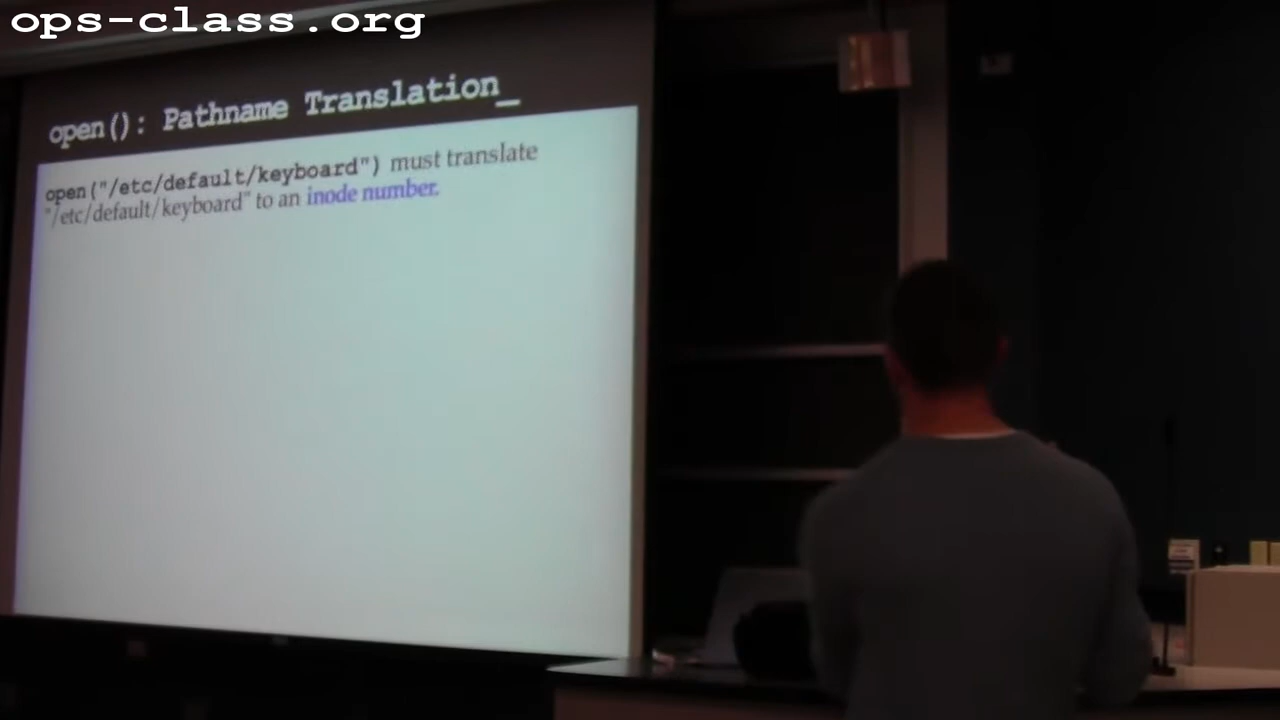 ops-class.org
open(): Pathname Translation_
open("/etc/default/keyboard") must translate
"/etc/default/keyboard" to an inode number.